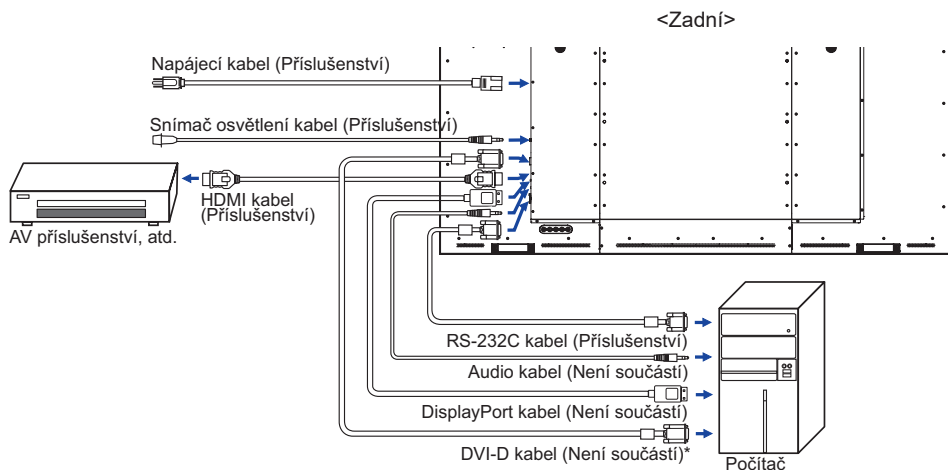 <Zadní>
Napájecí kabel (Příslušenství)
Snímač osvětlení kabel (Příslušenství)
HDMI kabel
(Příslušenství)
AV příslušenství, atd.
RS-232C kabel (Příslušenství)
Audio kabel (Není součástí)
DisplayPort kabel (Není součástí)
DVI-D kabel (Není součástí)*
Počítač